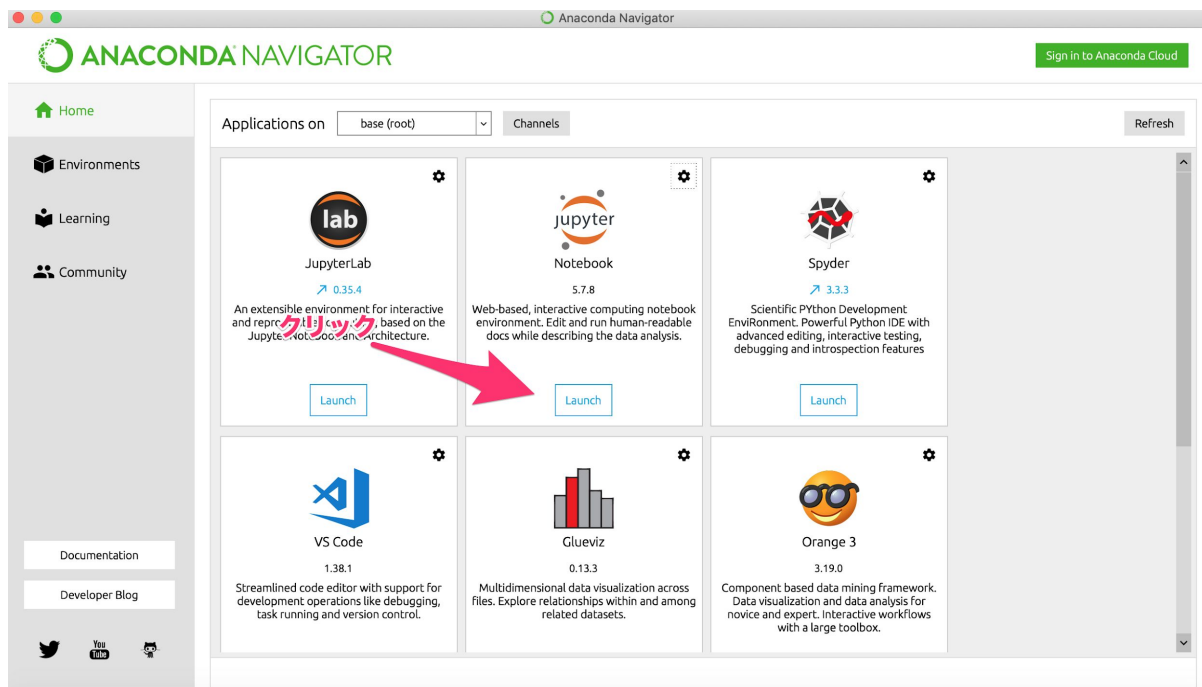 Anaconda Navigator
ANACONDA NAVIGATOR
Sign in to Anaconda Cloud
Home
Environments
Learning
Community
Documentation
Developer Blog
You
Tube
Applications on
base (root)
Channels
Refresh
lab
JupyterLab
0.35.4
An extensible environment for interactive
and based on the
Architecture.
クリック
Launch
jupyter
Notebook
5.7.8
Web-based, interactive computing notebook
environment. Edit and run human-readable
docs while describing the data analysis.
Launch
Spyder
3.3.3
Scientific PYthon Development
EnviRonment. Powerful Python IDE with
advanced editing, interactive testing,
debugging and introspection features
Launch
VS Code
1.38.1
Streamlined code editor with support for
development operations like debugging,
task running and version control.
Glueviz
0.13.3
Multidimensional data visualization across
files. Explore relationships within and among
related datasets.
Orange 3
3.19.0
Component based data mining framework.
Data visualization and data analysis for
novice and expert. Interactive workflows
with a large toolbox.